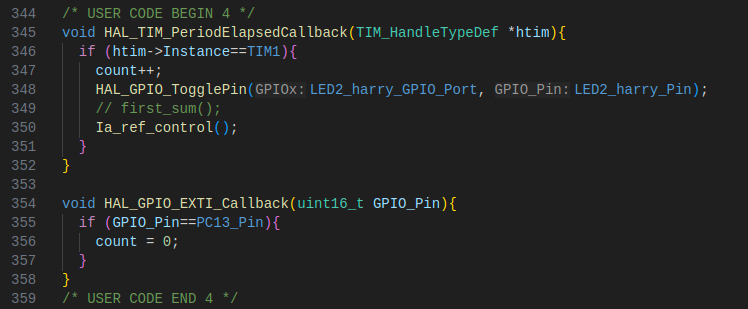 344 /* USER CODE BEGIN 4 */
345 void HAL_TIM_PeriodElapsedCallback(TIM_HandleTypeDef *htim){
346   if (htim->Instance==TIM1){
347     count++;
348     HAL_GPIO_TogglePin(GPIOx: LED2_harry_GPIO_Port, GPIO_Pin: LED2_harry_Pin);
349     // first_sum();
350     Ia_ref_control();
351   }
352 }
353
354 void HAL_GPIO_EXTI_Callback(uint16_t GPIO_Pin){
355   if (GPIO_Pin==PC13_Pin){
356     count = 0;
357   }
358 }
359 /* USER CODE END 4 */